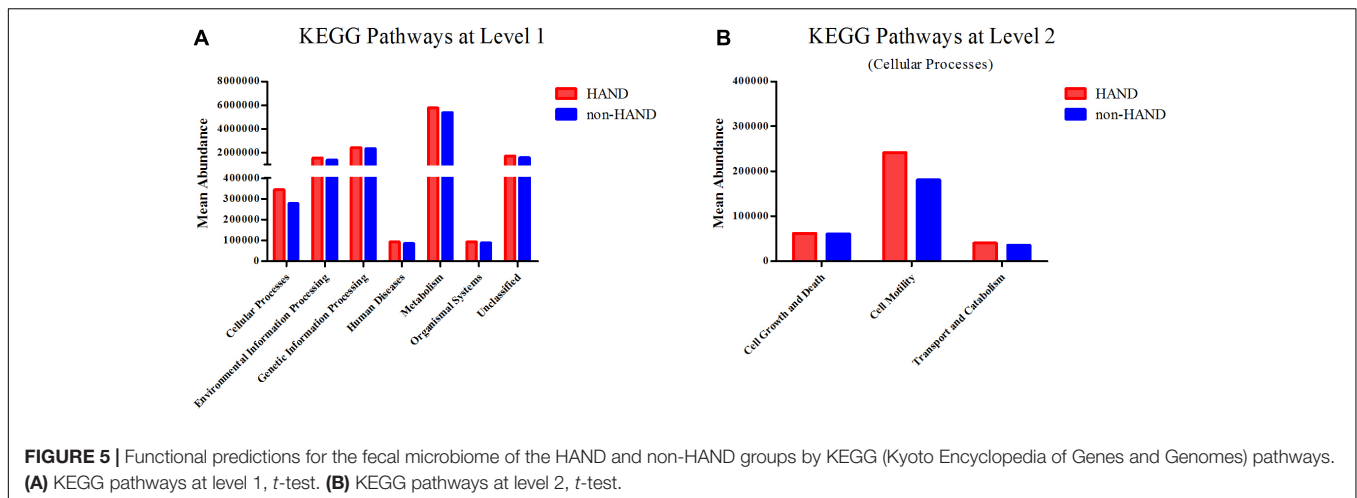 A
KEGG Pathways at Level 1
Mean Abundance
8000000
6000000
4000000
2000000
400000
300000
200000
100000
0
HAND
non-HAND
Cellular Processes
Environmental Information Processing
Genetic Information Processing
Human Diseases
Metabolism
Organismal Systems
Unclassified
B
KEGG Pathways at Level 2
(Cellular Processes)
Mean Abundance
400000
300000
200000
100000
0
HAND
non-HAND
Cell Growth and Death
Cell Motility
Transport and Catabolism
FIGURE 5 | Functional predictions for the fecal microbiome of the HAND and non-HAND groups by KEGG (Kyoto Encyclopedia of Genes and Genomes) pathways.
(A) KEGG pathways at level 1, t-test. (B) KEGG pathways at level 2, t-test.